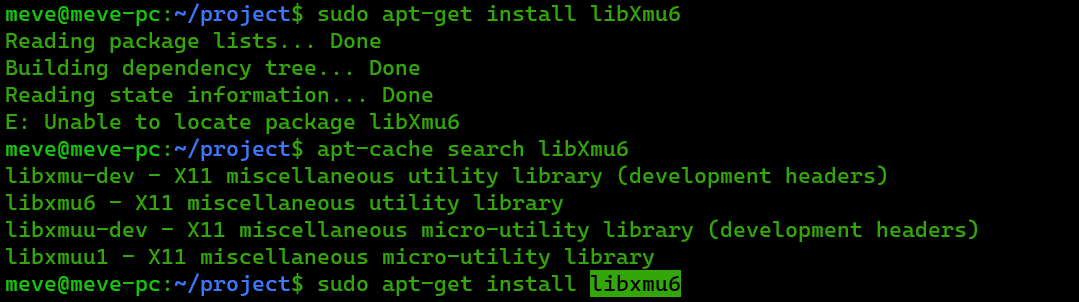 meve@meve-pc:~/project$ sudo apt-get install libXmu6
Reading package lists... Done
Building dependency tree... Done
Reading state information... Done
E: Unable to locate package libXmu6
meve@meve-pc:~/project$ apt-cache search libXmu6
libxmu-dev - X11 miscellaneous utility library (development headers)
libxmu6 - X11 miscellaneous utility library
libxmuu-dev - X11 miscellaneous micro-utility library (development headers)
libxmuu1 - X11 miscellaneous micro-utility library
meve@meve-pc:~/project$ sudo apt-get install libxmu6